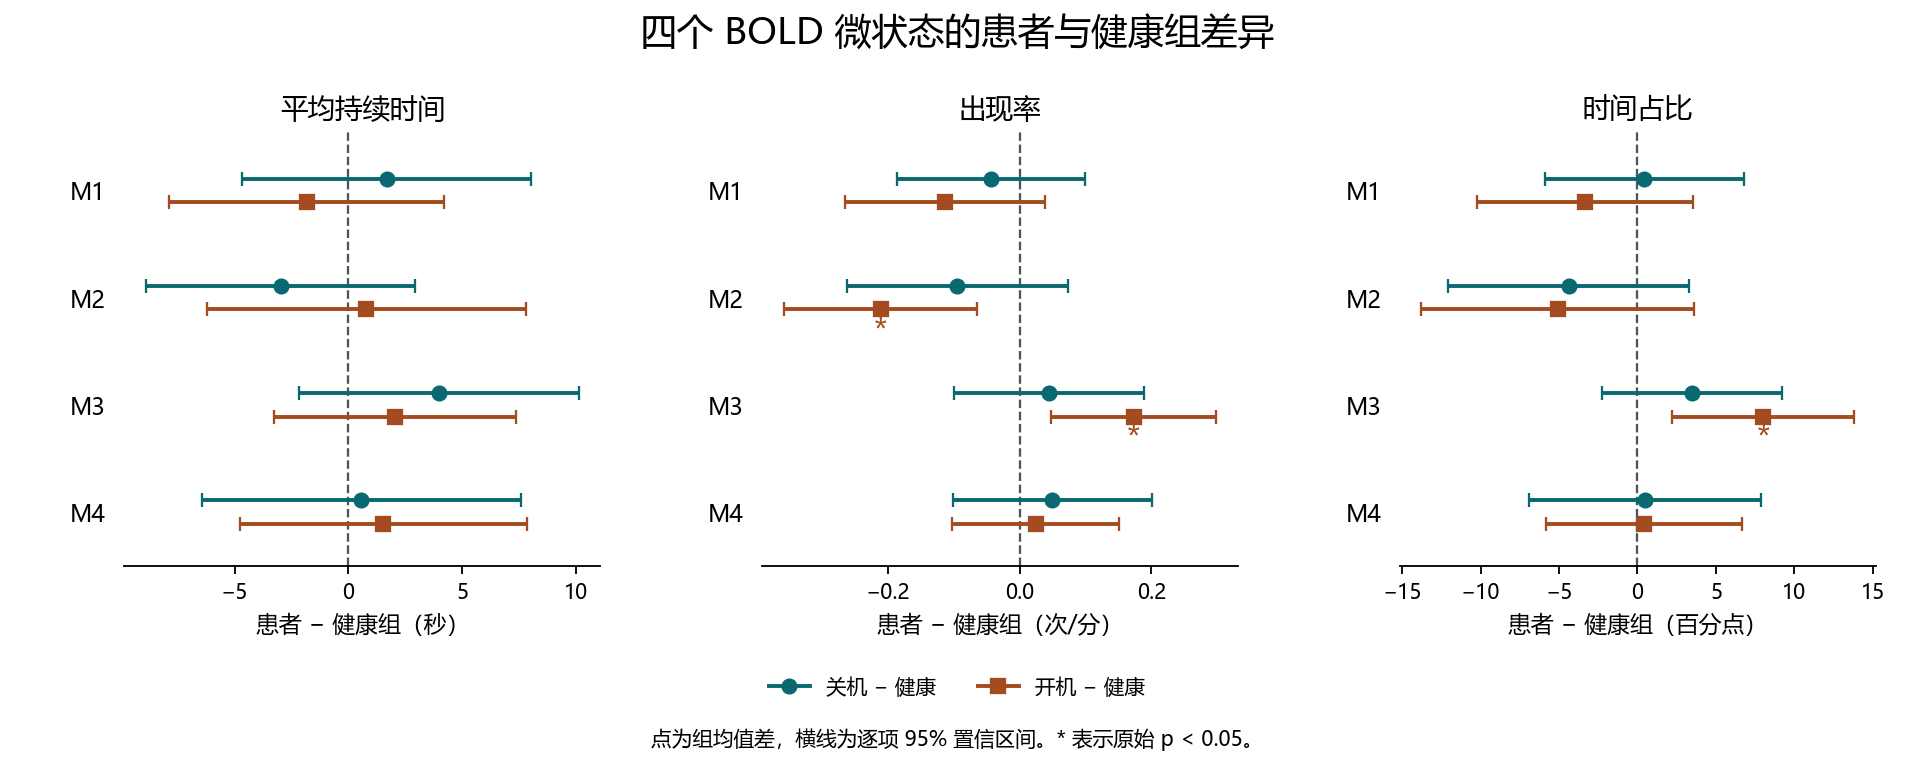 四个 BOLD 微状态的患者与健康组差异
平均持续时间
M1
M2
M3
M4
−5 0 5 10
患者 − 健康组（秒）
出现率
M1
M2
*
M3
*
M4
−0.2 0.0 0.2
患者 − 健康组（次/分）
时间占比
M1
M2
M3
*
M4
−15 −10 −5 0 5 10 15
患者 − 健康组（百分点）
关机 − 健康 开机 − 健康
点为组均值差，横线为逐项 95% 置信区间。* 表示原始 p < 0.05。